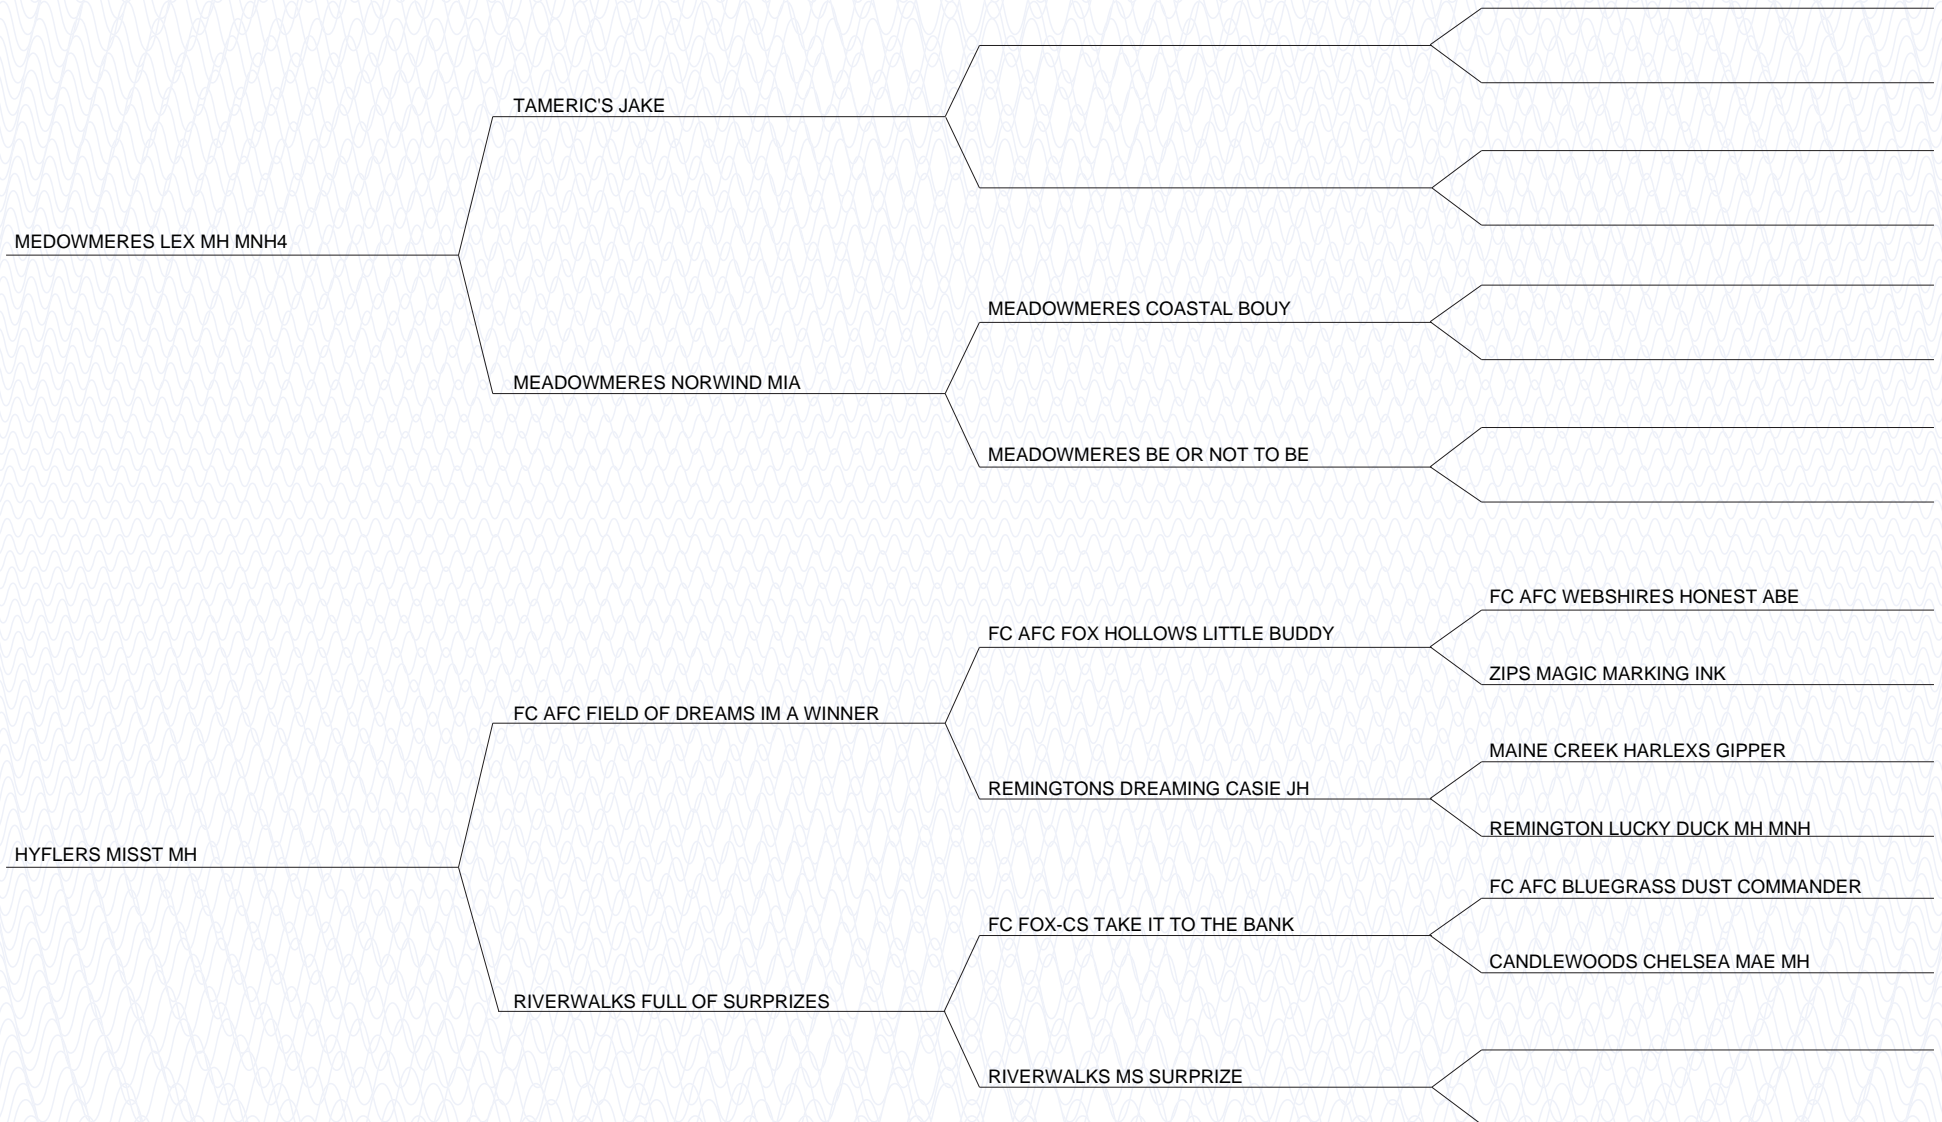 TAMERIC'S JAKE
MEDOWMERES LEX MH MNH4
MEADOWMERES COASTAL BOUY
MEADOWMERES NORWIND MIA
MEADOWMERES BE OR NOT TO BE
FC AFC WEBSHIRES HONEST ABE
FC AFC FOX HOLLOWS LITTLE BUDDY
ZIPS MAGIC MARKING INK
FC AFC FIELD OF DREAMS IM A WINNER
MAINE CREEK HARLEXS GIPPER
REMINGTONS DREAMING CASIE JH
REMINGTON LUCKY DUCK MH MNH
HYFLERS MISST MH
FC AFC BLUEGRASS DUST COMMANDER
FC FOX-CS TAKE IT TO THE BANK
CANDLEWOODS CHELSEA MAE MH
RIVERWALKS FULL OF SURPRIZES
RIVERWALKS MS SURPRIZE